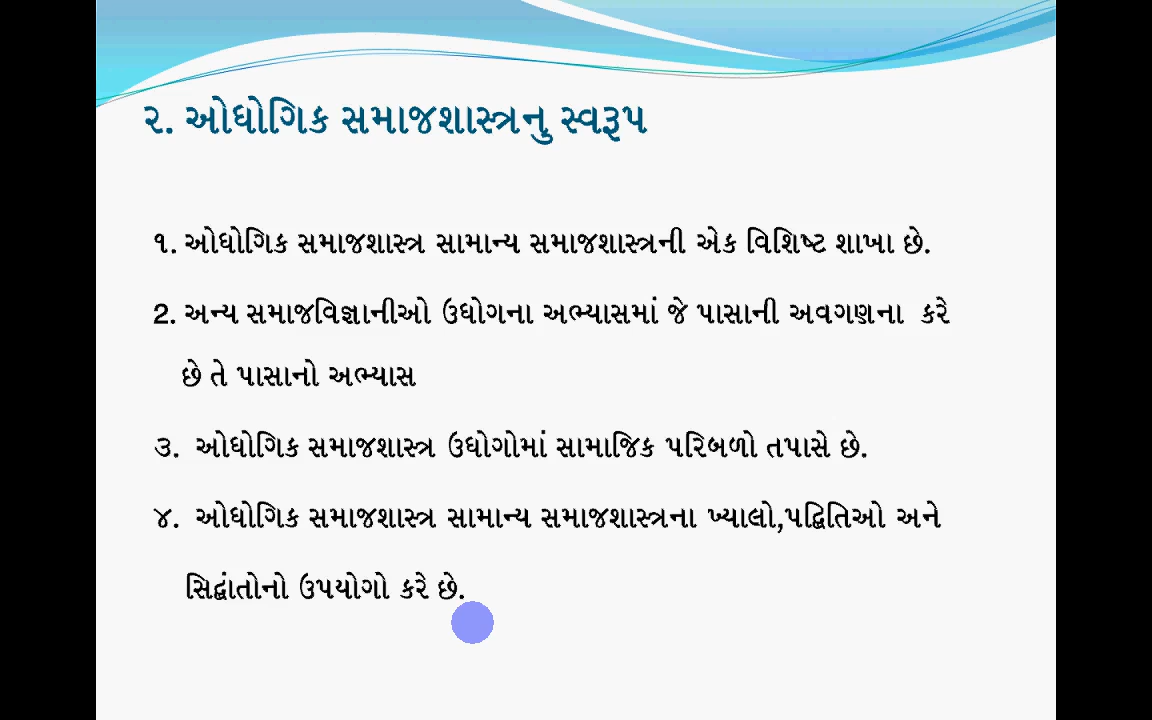 ૨. ઓધોગિક સમાજશાસ્ત્રનુ સ્વરૂપ
૧. ઓધોગિક સમાજશાસ્ત્ર સામાન્ય સમાજશાસ્ત્રની એક વિશિષ્ટ શાખા છે.
2. અન્ય સમાજવિજ્ઞાનીઓ ઉધોગના અભ્યાસમાં જે પાસાની અવગણના કરે
છે તે પાસાનો અભ્યાસ
૩. ઓધોગિક સમાજશાસ્ત્ર ઉધોગોમાં સામાજિક પરિબળો તપાસે છે.
૪. ઓધોગિક સમાજશાસ્ત્ર સામાન્ય સમાજશાસ્ત્રના ખ્યાલો,પદ્વિતિઓ અને
સિદ્વાંતોનો ઉપયોગો કરે છે.